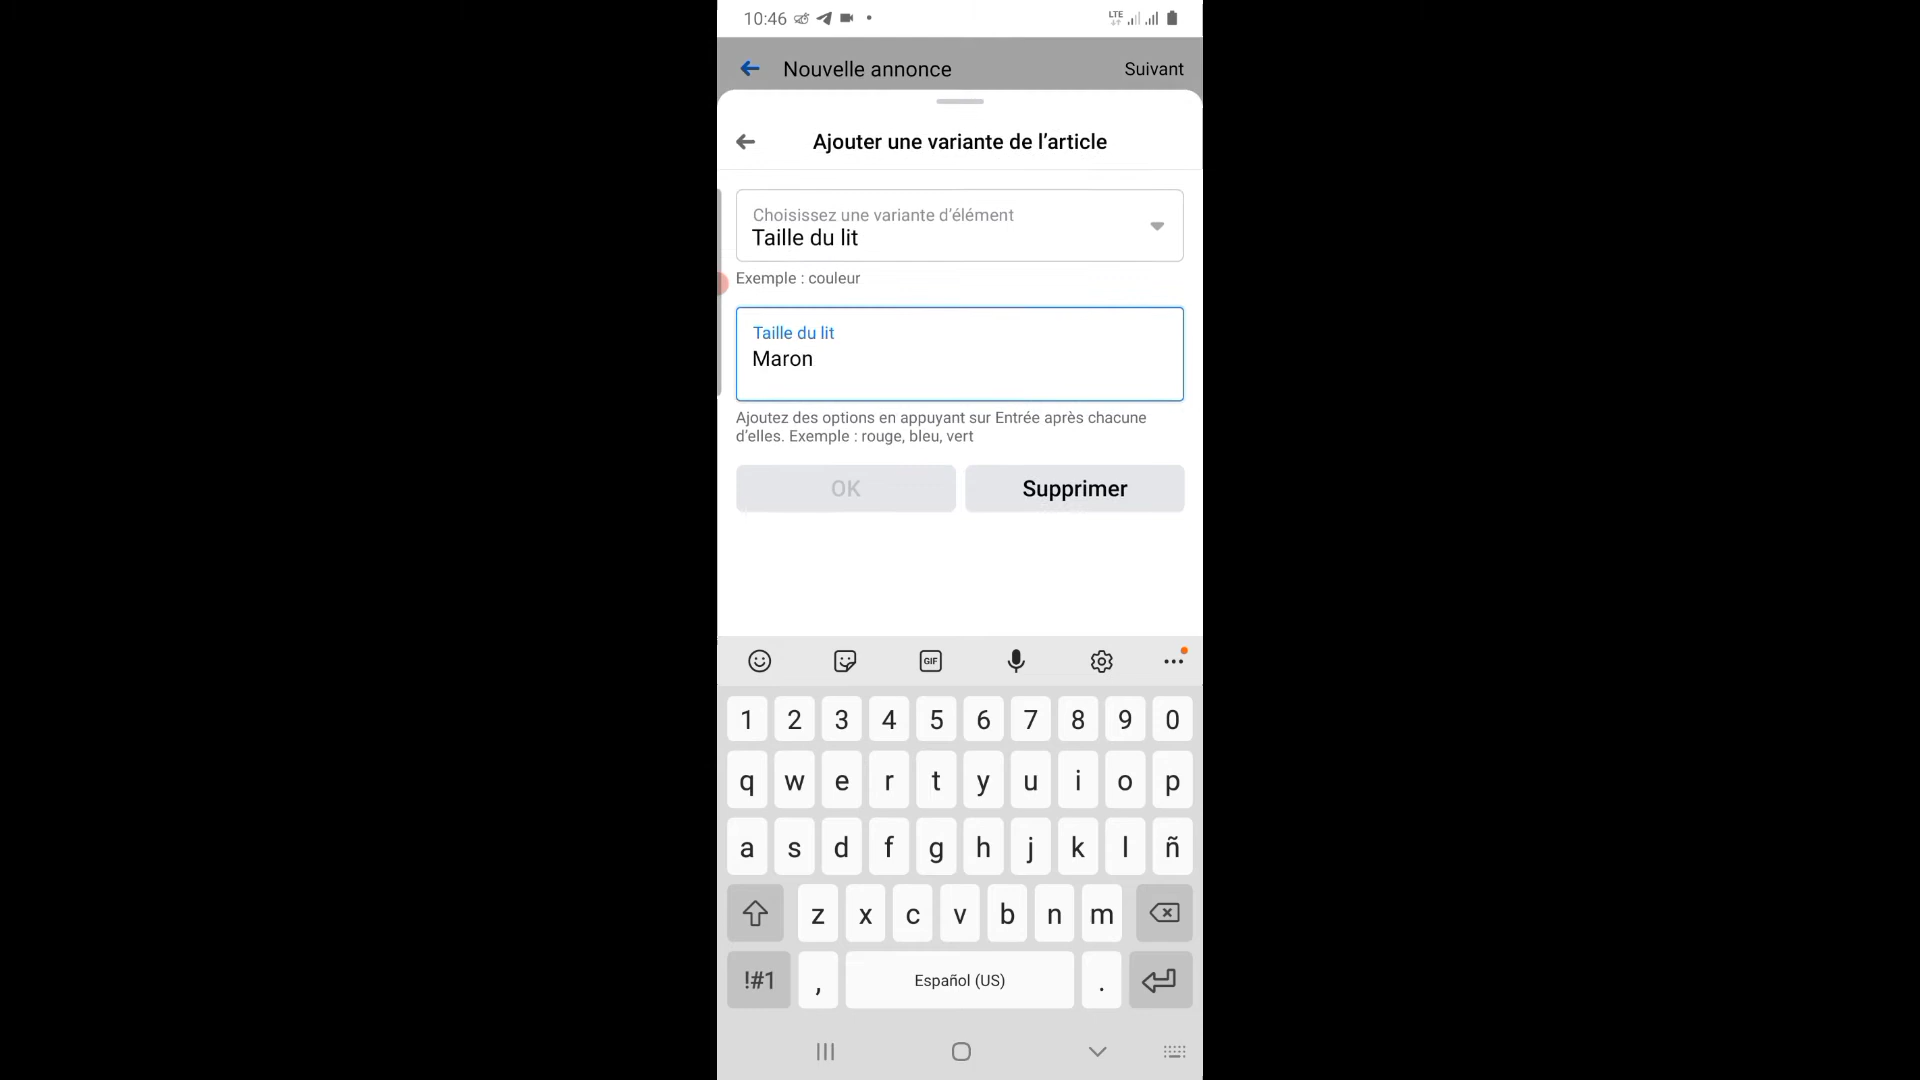 10:46
LTE
Nouvelle annonce
Suivant
Ajouter une variante de l’article
Choisissez une variante d’élément
Taille du lit
Exemple : couleur
Taille du lit
Maron
Ajoutez des options en appuyant sur Entrée après chacune
d’elles. Exemple : rouge, bleu, vert
OK
Supprimer
GIF
1 2 3 4 5 6 7 8 9 0
q w e r t y u i o p
a s d f g h j k l ñ
z x c v b n m
!#1 , Español (US) .